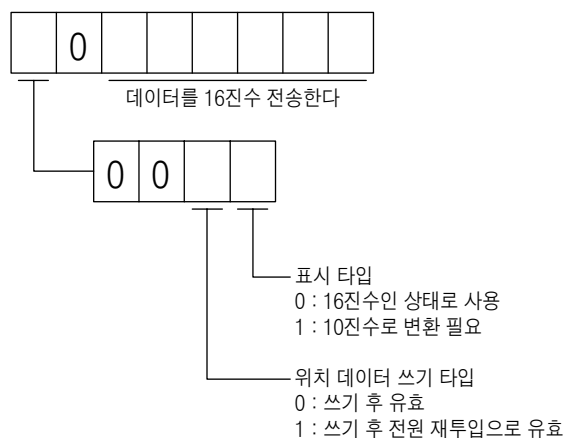 0
데이터를 16진수 전송한다
0 0
표시 타입
0 : 16진수인 상태로 사용
1 : 10진수로 변환 필요
위치 데이터 쓰기 타입
0 : 쓰기 후 유효
1 : 쓰기 후 전원 재투입으로 유효